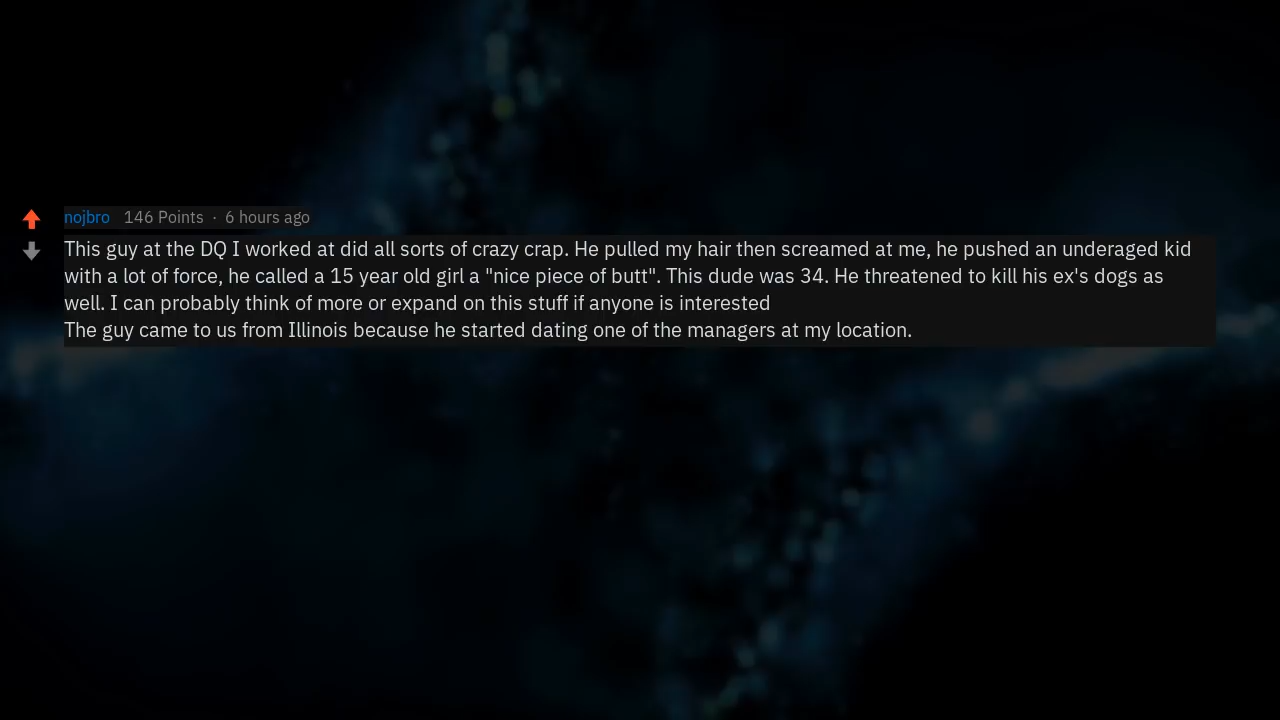 nojbro 146 Points · 6 hours ago
This guy at the DQ I worked at did all sorts of crazy crap. He pulled my hair then screamed at me, he pushed an underaged kid
with a lot of force, he called a 15 year old girl a "nice piece of butt". This dude was 34. He threatened to kill his ex's dogs as
well. I can probably think of more or expand on this stuff if anyone is interested
The guy came to us from Illinois because he started dating one of the managers at my location.